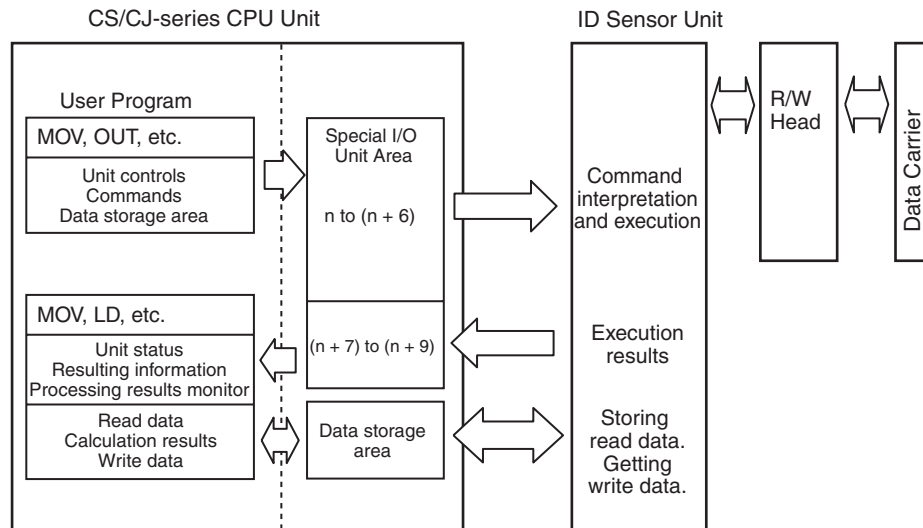 CS/CJ-series CPU Unit
ID Sensor Unit
User Program
MOV, OUT, etc.
Unit controls
Commands
Data storage area
Special I/O
Unit Area
n to (n + 6)
Command
interpretation
and execution
R/W
Head
Data Carrier
MOV, LD, etc.
Unit status
Resulting information
Processing results monitor
(n + 7) to (n + 9)
Execution
results
Read data
Calculation results
Write data
Data storage
area
Storing
read data.
Getting
write data.